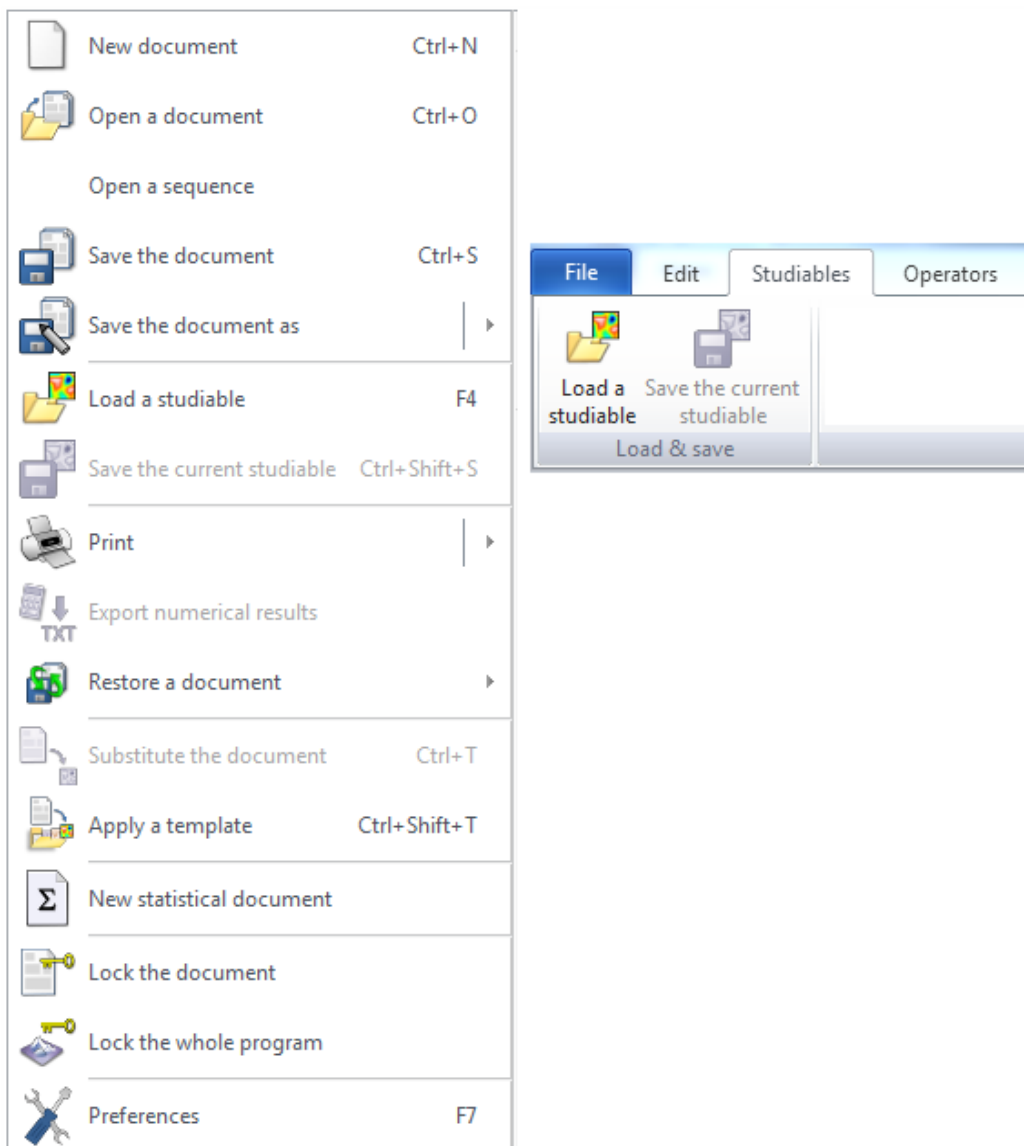 New document Ctrl+N
Open a document Ctrl+O
Open a sequence
Save the document Ctrl+S
Save the document as
Load a studiable F4
Save the current studiable Ctrl+Shift+S
Print
TXT Export numerical results
Restore a document
Substitute the document Ctrl+T
Apply a template Ctrl+Shift+T
Σ New statistical document
Lock the document
Lock the whole program
Preferences F7
File Edit Studiables Operators
Load a Save the current
studiable studiable
Load & save